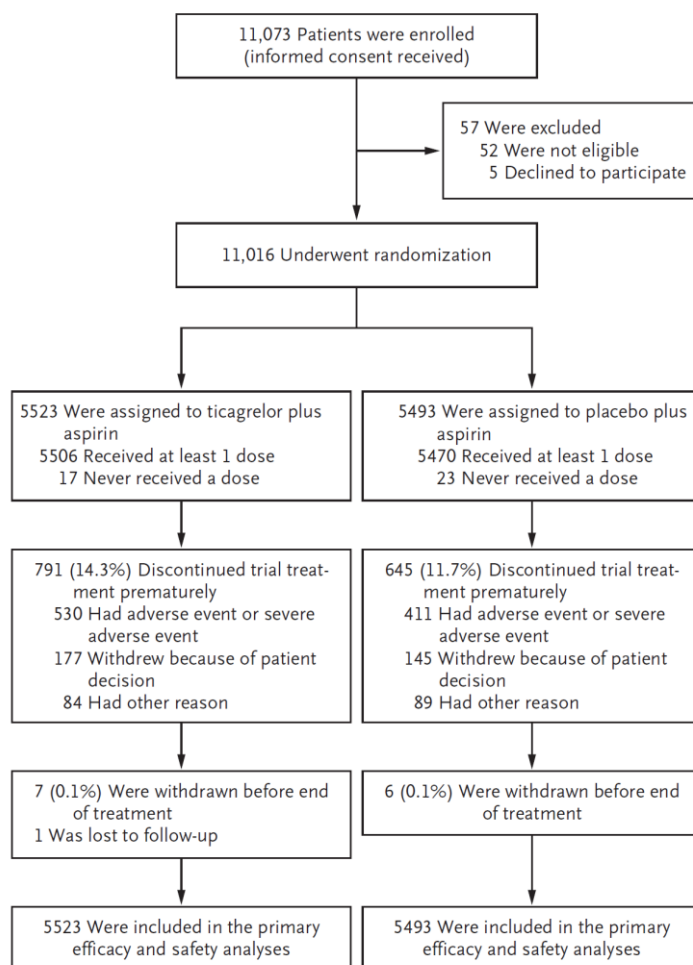 11,073 Patients were enrolled
(informed consent received)
57 Were excluded
52 Were not eligible
5 Declined to participate
11,016 Underwent randomization
5523 Were assigned to ticagrelor plus
aspirin
5506 Received at least 1 dose
17 Never received a dose
5493 Were assigned to placebo plus
aspirin
5470 Received at least 1 dose
23 Never received a dose
791 (14.3%) Discontinued trial treat-
ment prematurely
530 Had adverse event or severe
adverse event
177 Withdrew because of patient
decision
84 Had other reason
645 (11.7%) Discontinued trial treat-
ment prematurely
411 Had adverse event or severe
adverse event
145 Withdrew because of patient
decision
89 Had other reason
7 (0.1%) Were withdrawn before end
of treatment
1 Was lost to follow-up
6 (0.1%) Were withdrawn before end
of treatment
5523 Were included in the primary
efficacy and safety analyses
5493 Were included in the primary
efficacy and safety analyses